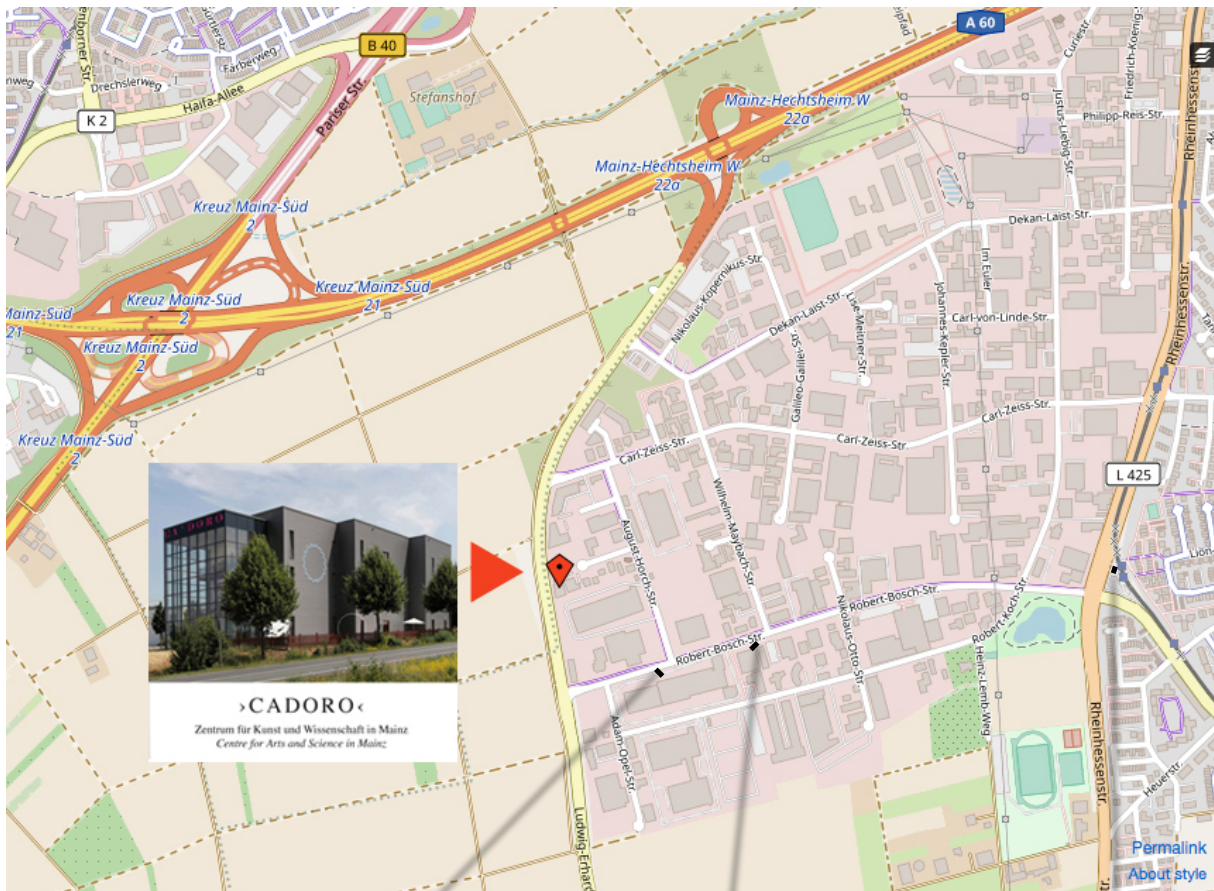 A 60
B 40
K 2
Gürtlerstr.
Färberweg
Drechslerweg
Haifa-Allee
Pariser Str.
Stefanshof
Curiestr.
Friedrich-Koenig-
Justus-Liebig-Str.
Philipp-Reis-Str.
Rheinhessenstr.
Mainz-Hechtsheim W
22a
Mainz-Hechtsheim W
22a
Kreuz Mainz-Süd
2
Kreuz Mainz-Süd
21
Kreuz Mainz-Süd
2
Mainz-Süd
21
Kreuz Mainz-Süd
2
Kreuz Mainz-Süd
2
Dekan-Laist-Str.
Im Euler
Nikolaus-Kopernikus-Str.
Dekan-Laist-Str.
Lise-Meitner-Str.
Johannes-Kepler-Str.
Carl-von-Linde-Str.
Rheinhessenstr.
Galileo-Galilei-Str.
Carl-Zeiss-Str.
Carl-Zeiss-Str.
Carl-Zeiss-Str.
L 425
Wilhelm-Maybach-Str.
August-Horch-Str.
CADORO
Robert-Bosch-Str.
Robert-Bosch-Str.
Nikolaus-Otto-Str.
Robert-Koch-Str.
Heinz-Lemb-Weg
›CADORO‹
Zentrum für Kunst und Wissenschaft in Mainz
Centre for Arts and Science in Mainz
Adam-Opel-Str.
Rheinhessenstr.
Heuerstr.
Ludwig-Erhard
Permalink
About style